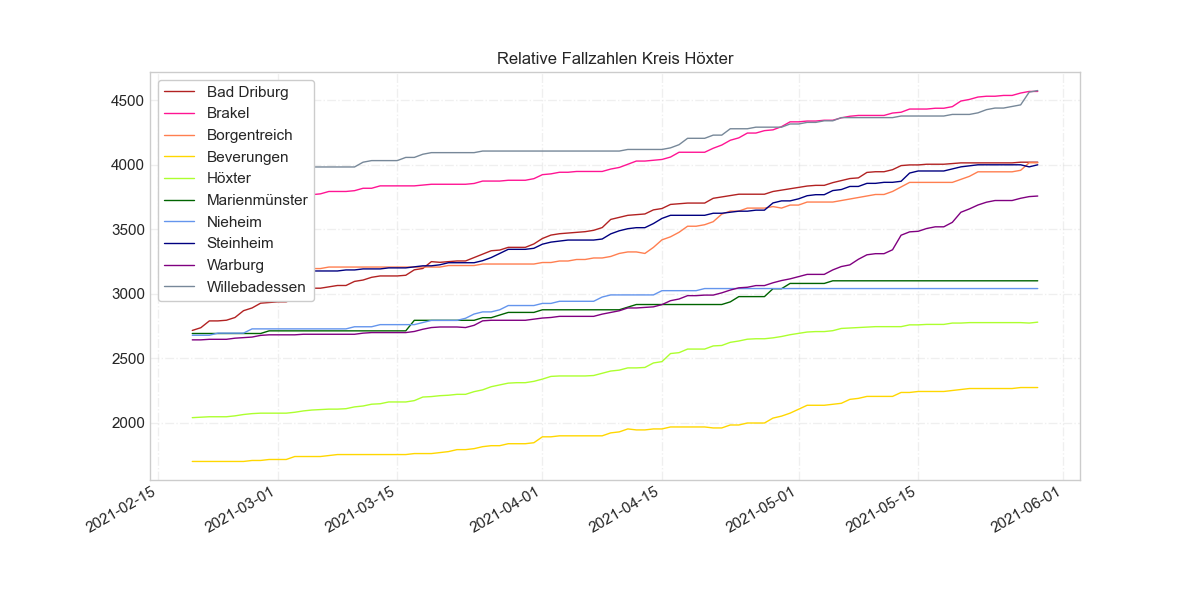 Relative Fallzahlen Kreis Höxter
Bad Driburg
Brakel
Borgentreich
Beverungen
Höxter
Marienmünster
Nieheim
Steinheim
Warburg
Willebadessen
4500
4000
3500
3000
2500
2000
2021-02-15
2021-03-01
2021-03-15
2021-04-01
2021-04-15
2021-05-01
2021-05-15
2021-06-01